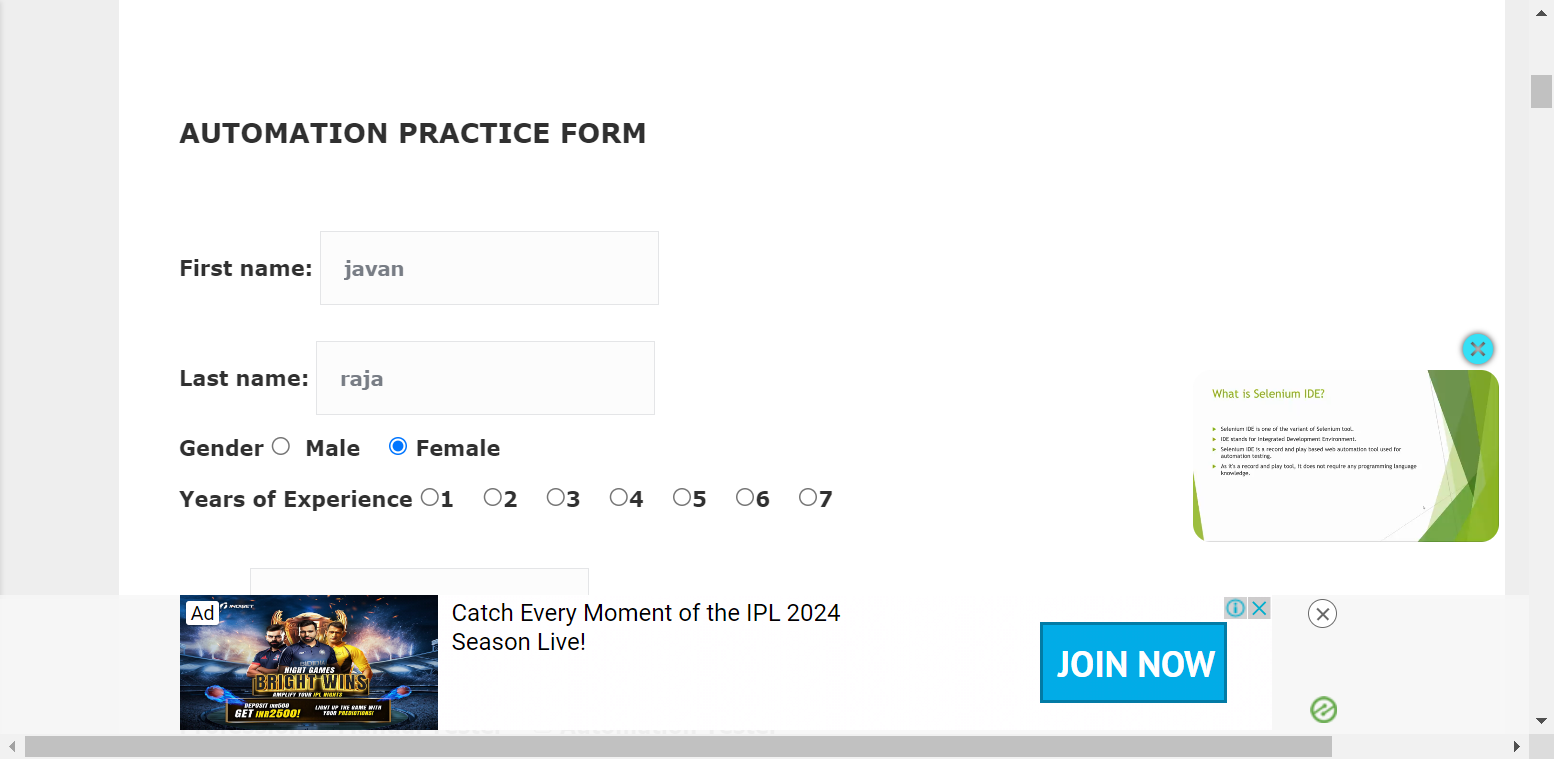 AUTOMATION PRACTICE FORM
First name: javan
Last name: raja
Gender Male Female
Years of Experience 1 2 3 4 5 6 7
What is Selenium IDE?
Selenium IDE is one of the variant of Selenium tool.
IDE stands for Integrated Development Environment.
Selenium IDE is a record and play based web automation tool used for
automation testing.
As it's a record and play tool, it does not require any programming language
knowledge.
Ad
INDIBET
NIGHT GAMES
BRIGHT WINS
AMPLIFY YOUR IPL NIGHTS
DEPOSIT INR500
GET INR2500!
LIGHT UP THE GAME WITH
YOUR PREDICTIONS!
Catch Every Moment of the IPL 2024
Season Live!
JOIN NOW